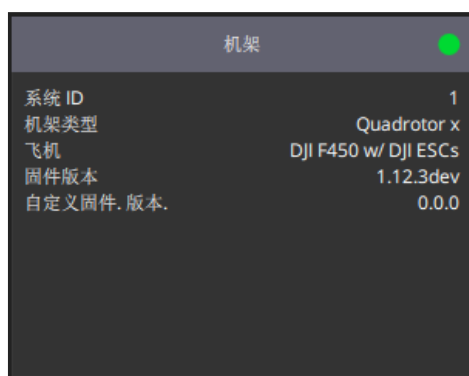 机架
系统 ID 1
机架类型 Quadrotor x
飞机 DJI F450 w/ DJI ESCs
固件版本 1.12.3dev
自定义固件. 版本. 0.0.0